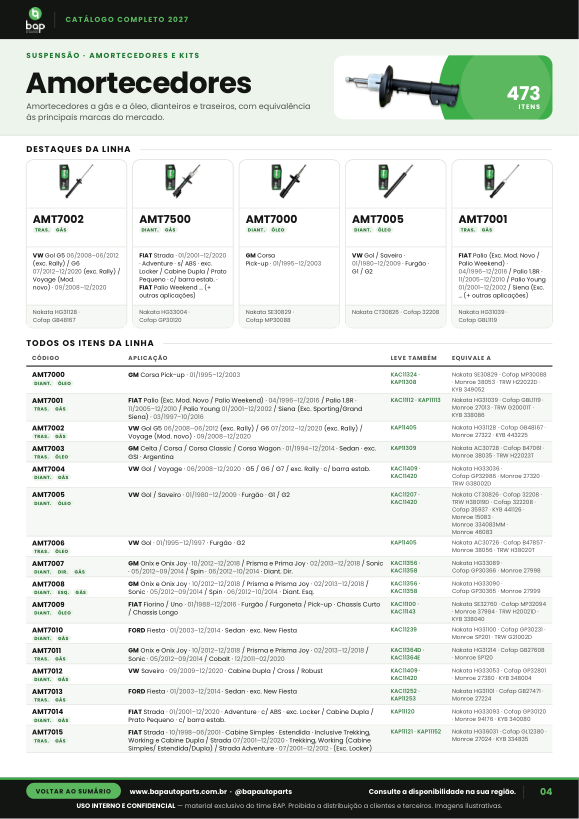 bap
CATÁLOGO COMPLETO 2027
SUSPENSÃO · AMORTECEDORES E KITS
Amortecedores
Amortecedores a gás e a óleo, dianteiros e traseiros, com equivalência
às principais marcas do mercado.
473
ITENS
DESTAQUES DA LINHA
AMT7002
TRAS. GÁS
VW Gol G5 06/2008–06/2012
(exc. Rally) / G6
07/2012–12/2020 (exc. Rally) /
Voyage (Mod.
novo) · 09/2008–12/2020
Nakata HG31128 ·
Cofap GB48167
AMT7500
DIANT. GÁS
FIAT Strada · 01/2001–12/2020
· Adventure · s/ ABS · exc.
Locker / Cabine Dupla / Prato
Pequeno · c/ barra estab. ·
FIAT Palio Weekend … (+
outras aplicações)
Nakata HG33004 ·
Cofap GP30120
AMT7000
DIANT. ÓLEO
GM Corsa
Pick-up · 01/1995–12/2003
Nakata SE30829 ·
Cofap MP30088
AMT7005
DIANT. ÓLEO
VW Gol / Saveiro ·
01/1980–12/2009 · Furgão ·
G1 / G2
Nakata CT30826 · Cofap 32208
AMT7001
TRAS. GÁS
FIAT Palio (Exc. Mod. Novo /
Palio Weekend) ·
04/1996–12/2016 / Palio 1.8R ·
11/2005–12/2010 / Palio Young
01/2001–12/2002 / Siena (Exc.
… (+ outras aplicações)
Nakata HG31039 ·
Cofap GBL1119
TODOS OS ITENS DA LINHA
CÓDIGO APLICAÇÃO LEVE TAMBÉM EQUIVALE A
AMT7000
DIANT. ÓLEO
GM Corsa Pick-up · 01/1995–12/2003
KAC11324 ·
KAP11308
Nakata SE30829 · Cofap MP30088
· Monroe 28053 · TRW H22022D ·
KYB 349052
AMT7001
TRAS. GÁS
FIAT Palio (Exc. Mod. Novo / Palio Weekend) · 04/1996–12/2016 / Palio 1.8R ·
11/2005–12/2010 / Palio Young 01/2001–12/2002 / Siena (Exc. Sporting/Grand
Siena) · 03/1997–10/2016
KAC11112 · KAP11113
Nakata HG31039 · Cofap GBL1119 ·
Monroe 27013 · TRW G20001T ·
KYB 338086
AMT7002
TRAS. GÁS
VW Gol G5 06/2008–06/2012 (exc. Rally) / G6 07/2012–12/2020 (exc. Rally) /
Voyage (Mod. novo) · 09/2008–12/2020
KAP11405
Nakata HG31128 · Cofap GB48167 ·
Monroe 27322 · KYB 443225
AMT7003
TRAS. ÓLEO
GM Celta / Corsa / Corsa Classic / Corsa Wagon · 01/1994–12/2014 · Sedan · exc.
GSI · Argentina
KAP11309
Nakata AC30728 · Cofap B47061 ·
Monroe 38035 · TRW H22023T
AMT7004
DIANT. GÁS
VW Gol / Voyage · 06/2008–12/2020 · G5 / G6 / G7 / exc. Rally · c/ barra estab.
KAC11409 ·
KAC11420
Nakata HG33036 ·
Cofap GP32986 · Monroe 27320 ·
TRW G38002D
AMT7005
DIANT. ÓLEO
VW Gol / Saveiro · 01/1980–12/2009 · Furgão · G1 / G2
KAC11207 ·
KAC11420
Nakata CT30826 · Cofap 32208 ·
TRW H38019D · Cofap 322208 ·
Cofap 35937 · KYB 441126 ·
Monroe 15083 ·
Monroe 334083MM ·
Monroe 46083
AMT7006
TRAS. ÓLEO
VW Gol · 01/1995–12/1997 · Furgão · G2
KAP11405
Nakata AC30726 · Cofap B47857 ·
Monroe 38056 · TRW H38020T
AMT7007
DIANT. DIR. GÁS
GM Onix e Onix Joy · 10/2012–12/2018 / Prisma e Prisma Joy · 02/2013–12/2018 / Sonic
· 05/2012–09/2014 / Spin · 06/2012–10/2014 · Diant. Dir.
KAC11356 ·
KAC11358
Nakata HG33089 ·
Cofap GP30366 · Monroe 27998
AMT7008
DIANT. ESQ. GÁS
GM Onix e Onix Joy · 10/2012–12/2018 / Prisma e Prisma Joy · 02/2013–12/2018 /
Sonic · 05/2012–09/2014 / Spin · 06/2012–12/2018 · Diant. Esq.
KAC11356 ·
KAC11358
Nakata HG33090 ·
Cofap GP30365 · Monroe 27999
AMT7009
DIANT. ÓLEO
FIAT Fiorino / Uno · 01/1988–12/2016 · Furgão / Furgoneta / Pick-up · Chassis Curto
/ Chassis Longo
KAC11100 ·
KAC11143
Nakata SE32760 · Cofap MP32094
· Monroe 37984 · TRW H20021D ·
KYB 338040
AMT7010
DIANT. GÁS
FORD Fiesta · 01/2003–12/2014 · Sedan · exc. New Fiesta
KAC11239
Nakata HG31100 · Cofap GP30231 ·
Monroe SP201 · TRW G21002D
AMT7011
TRAS. GÁS
GM Onix e Onix Joy · 10/2012–12/2018 / Prisma e Prisma Joy · 02/2013–12/2018 /
Sonic · 05/2012–09/2014 / Cobalt · 12/2011–02/2020
KAC11364D ·
KAC11364E
Nakata HG31214 · Cofap GB27608
· Monroe SP120
AMT7012
DIANT. GÁS
VW Saveiro · 09/2009–12/2020 · Cabine Dupla / Cross / Robust
KAC11409 ·
KAC11420
Nakata HG33053 · Cofap GP32801
· Monroe 27380 · KYB 348004
AMT7013
TRAS. GÁS
FORD Fiesta · 01/2003–12/2014 · Sedan · exc. New Fiesta
KAC11252 ·
KAP11253
Nakata HG31101 · Cofap GB27471 ·
Monroe 27224
AMT7014
DIANT. GÁS
FIAT Strada · 01/2001–12/2020 · Adventure · c/ ABS · exc. Locker / Cabine Dupla /
Prato Pequeno · c/ barra estab.
KAP11120
Nakata HG33003 · Cofap GP30120
· Monroe 94176 · KYB 340080
AMT7015
TRAS. GÁS
FIAT Strada · 10/1998–06/2001 · Cabine Simples · Estendida · Inclusive Trekking,
Working e Cabine Dupla / Strada 07/2001–12/2020 · Trekking, Working (Cabine
Simples/ Estendida/Dupla) / Strada Adventure · 07/2001–12/2012 · (Exc. Locker)
KAP11121 · KAP11152
Nakata HG36031 · Cofap GL12380 ·
Monroe 27024 · KYB 334835
VOLTAR AO SUMÁRIO
www.bapautoparts.com.br · @bapautoparts
Consulte a disponibilidade na sua região.
04
USO INTERNO E CONFIDENCIAL — material exclusivo do time BAP. Proibida a distribuição a clientes e terceiros. Imagens ilustrativas.